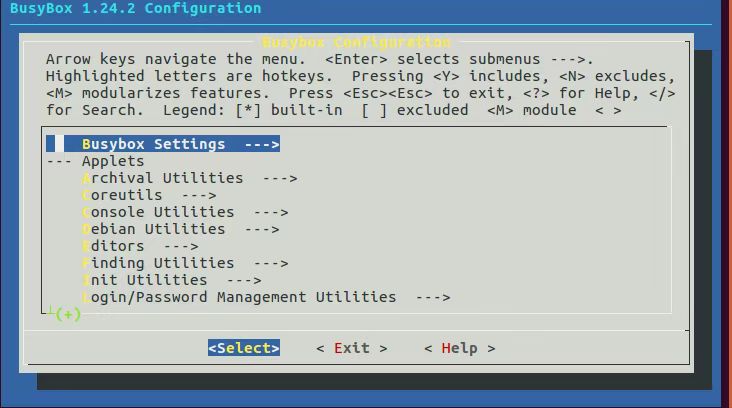 BusyBox 1.24.2 Configuration
Busybox Configuration
Arrow keys navigate the menu.  <Enter> selects submenus --->.
Highlighted letters are hotkeys.  Pressing <Y> includes, <N> excludes,
<M> modularizes features.  Press <Esc><Esc> to exit, <?> for Help, </>
for Search.  Legend: [*] built-in  [ ] excluded  <M> module  < >
Busybox Settings  --->
--- Applets
Archival Utilities  --->
Coreutils  --->
Console Utilities  --->
Debian Utilities  --->
Editors  --->
Finding Utilities  --->
Init Utilities  --->
Login/Password Management Utilities  --->
(+)
<Select>    < Exit >    < Help >